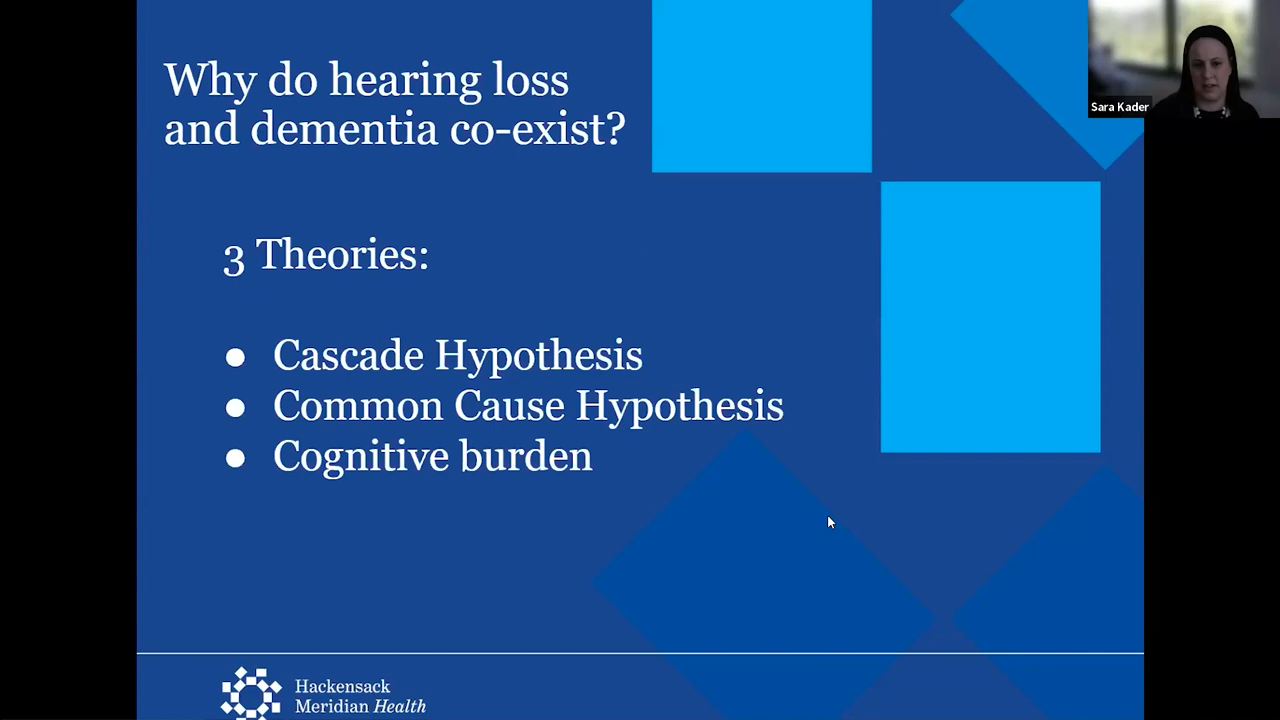 Why do hearing loss
and dementia co-exist?
Sara Kader
3 Theories:
● Cascade Hypothesis
● Common Cause Hypothesis
● Cognitive burden
Hackensack
Meridian Health